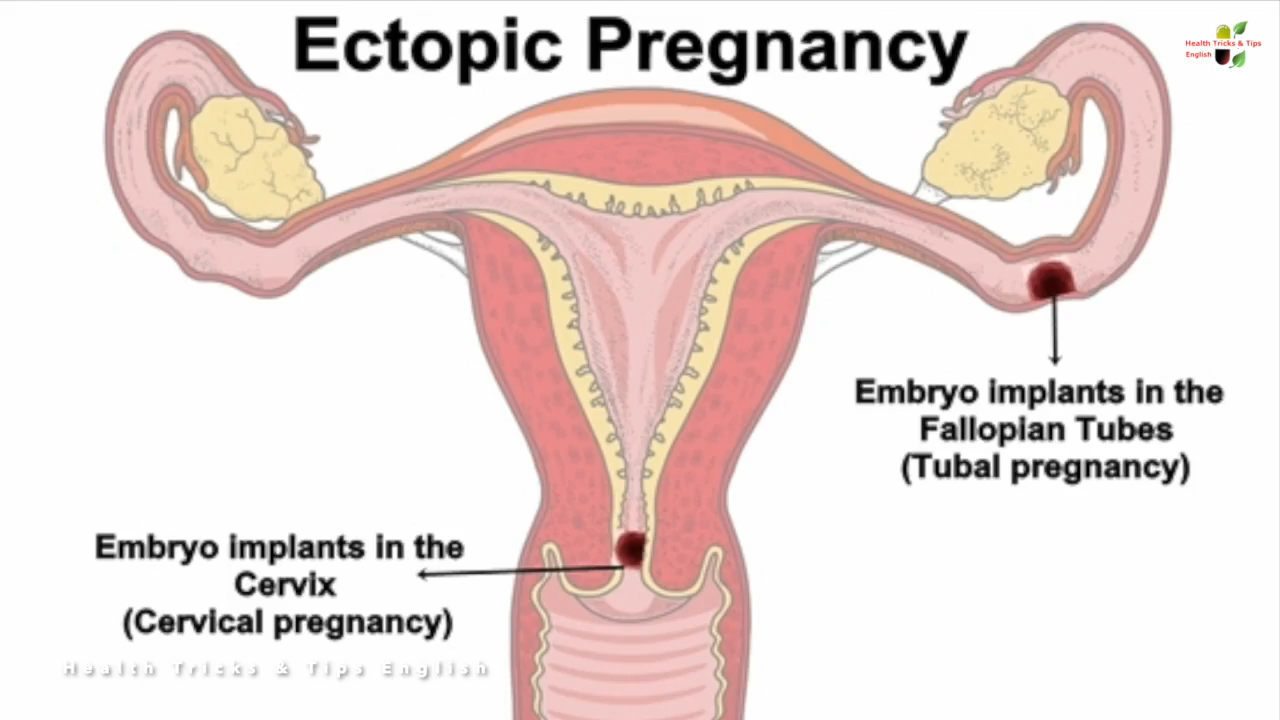 Ectopic Pregnancy
Health Tricks & Tips
English
Embryo implants in the
Fallopian Tubes
(Tubal pregnancy)
Embryo implants in the
Cervix
(Cervical pregnancy)
Health Tricks & Tips English